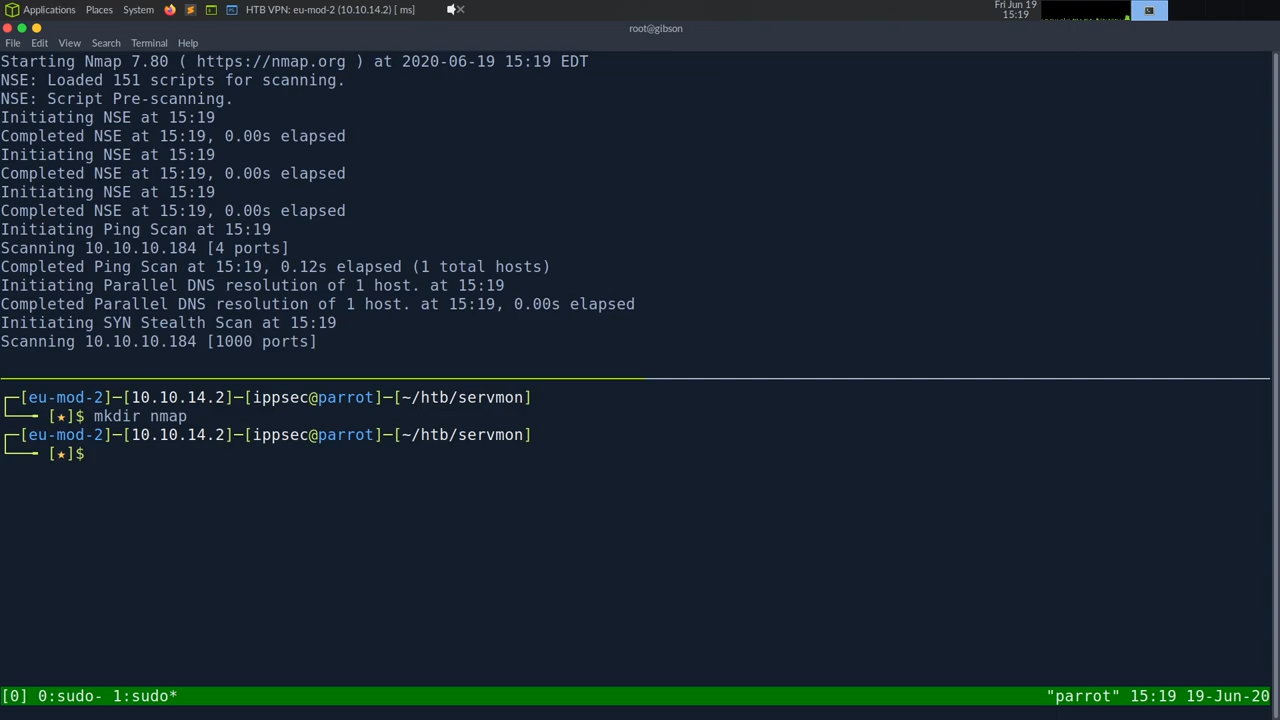 Applications Places System HTB VPN: eu-mod-2 (10.10.14.2) [ ms] Fri Jun 19
15:19
root@gibson
File Edit View Search Terminal Help
Starting Nmap 7.80 ( https://nmap.org ) at 2020-06-19 15:19 EDT
NSE: Loaded 151 scripts for scanning.
NSE: Script Pre-scanning.
Initiating NSE at 15:19
Completed NSE at 15:19, 0.00s elapsed
Initiating NSE at 15:19
Completed NSE at 15:19, 0.00s elapsed
Initiating NSE at 15:19
Completed NSE at 15:19, 0.00s elapsed
Initiating Ping Scan at 15:19
Scanning 10.10.10.184 [4 ports]
Completed Ping Scan at 15:19, 0.12s elapsed (1 total hosts)
Initiating Parallel DNS resolution of 1 host. at 15:19
Completed Parallel DNS resolution of 1 host. at 15:19, 0.00s elapsed
Initiating SYN Stealth Scan at 15:19
Scanning 10.10.10.184 [1000 ports]
┌─[eu-mod-2]─[10.10.14.2]─[ippsec@parrot]─[~/htb/servmon]
└──╼ [★]$ mkdir nmap
┌─[eu-mod-2]─[10.10.14.2]─[ippsec@parrot]─[~/htb/servmon]
└──╼ [★]$
[0] 0:sudo- 1:sudo* "parrot" 15:19 19-Jun-20